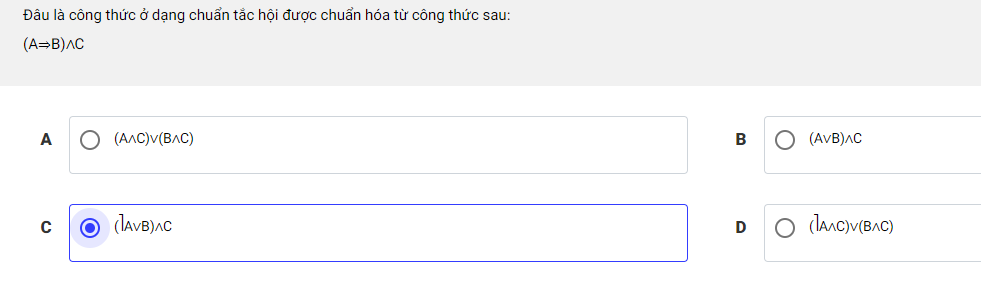 Đâu là công thức ở dạng chuẩn tắc hội được chuẩn hóa từ công thức sau:
(A⇒B)∧C
A (A∧C)∨(B∧C)
B (A∨B)∧C
C (⌉A∨B)∧C
D (⌉A∧C)∨(B∧C)